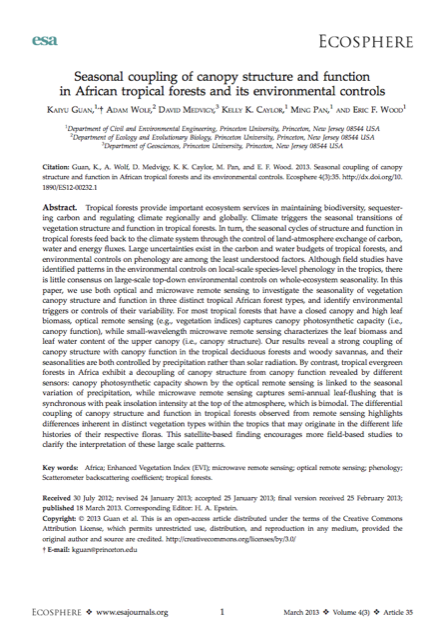 esa
ECOSPHERE
Seasonal coupling of canopy structure and function
in African tropical forests and its environmental controls
KAIYU GUAN,1,† ADAM WOLF,2 DAVID MEDVIGY,3 KELLY K. CAYLOR,1 MING PAN,1 AND ERIC F. WOOD1
1Department of Civil and Environmental Engineering, Princeton University, Princeton, New Jersey 08544 USA
2Department of Ecology and Evolutionary Biology, Princeton University, Princeton, New Jersey 08544 USA
3Department of Geosciences, Princeton University, Princeton, New Jersey 08544 USA
Citation: Guan, K., A. Wolf, D. Medvigy, K. K. Caylor, M. Pan, and E. F. Wood. 2013. Seasonal coupling of canopy
structure and function in African tropical forests and its environmental controls. Ecosphere 4(3):35. http://dx.doi.org/10.
1890/ES12-00232.1
Abstract. Tropical forests provide important ecosystem services in maintaining biodiversity, sequester-
ing carbon and regulating climate regionally and globally. Climate triggers the seasonal transitions of
vegetation structure and function in tropical forests. In turn, the seasonal cycles of structure and function in
tropical forests feed back to the climate system through the control of land-atmosphere exchange of carbon,
water and energy fluxes. Large uncertainties exist in the carbon and water budgets of tropical forests, and
environmental controls on phenology are among the least understood factors. Although field studies have
identified patterns in the environmental controls on local-scale species-level phenology in the tropics, there
is little consensus on large-scale top-down environmental controls on whole-ecosystem seasonality. In this
paper, we use both optical and microwave remote sensing to investigate the seasonality of vegetation
canopy structure and function in three distinct tropical African forest types, and identify environmental
triggers or controls of their variability. For most tropical forests that have a closed canopy and high leaf
biomass, optical remote sensing (e.g., vegetation indices) captures canopy photosynthetic capacity (i.e.,
canopy function), while small-wavelength microwave remote sensing characterizes the leaf biomass and
leaf water content of the upper canopy (i.e., canopy structure). Our results reveal a strong coupling of
canopy structure with canopy function in the tropical deciduous forests and woody savannas, and their
seasonalities are both controlled by precipitation rather than solar radiation. By contrast, tropical evergreen
forests in Africa exhibit a decoupling of canopy structure from canopy function revealed by different
sensors: canopy photosynthetic capacity shown by the optical remote sensing is linked to the seasonal
variation of precipitation, while microwave remote sensing captures semi-annual leaf-flushing that is
synchronous with peak insolation intensity at the top of the atmosphere, which is bimodal. The differential
coupling of canopy structure and function in tropical forests observed from remote sensing highlights
differences inherent in distinct vegetation types within the tropics that may originate in the different life
histories of their respective floras. This satellite-based finding encourages more field-based studies to
clarify the interpretation of these large scale patterns.
Key words: Africa; Enhanced Vegetation Index (EVI); microwave remote sensing; optical remote sensing; phenology;
Scatterometer backscattering coefficient; tropical forests.
Received 30 July 2012; revised 24 January 2013; accepted 25 January 2013; final version received 25 February 2013;
published 18 March 2013. Corresponding Editor: H. A. Epstein.
Copyright: © 2013 Guan et al. This is an open-access article distributed under the terms of the Creative Commons
Attribution License, which permits unrestricted use, distribution, and reproduction in any medium, provided the
original author and source are credited. http://creativecommons.org/licenses/by/3.0/
† E-mail: kguan@princeton.edu
ECOSPHERE ❖ www.esajournals.org 1 March 2013 ❖ Volume 4(3) ❖ Article 35